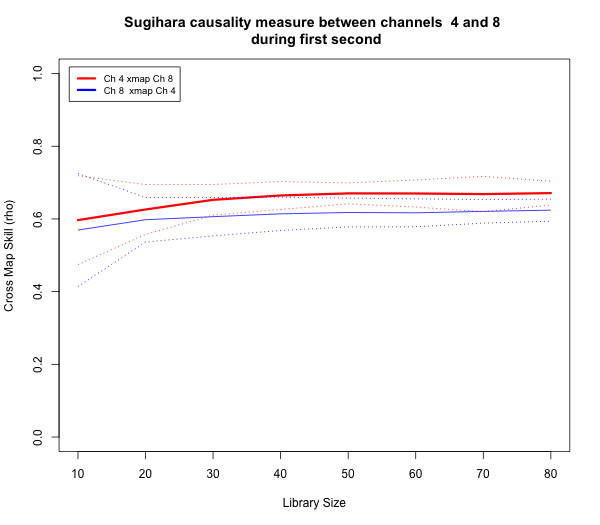 Sugihara causality measure between channels  4 and 8
during first second
Ch 4 xmap Ch 8
Ch 8  xmap Ch 4
Cross Map Skill (rho)
1.0
0.8
0.6
0.4
0.2
0.0
10 20 30 40 50 60 70 80
Library Size